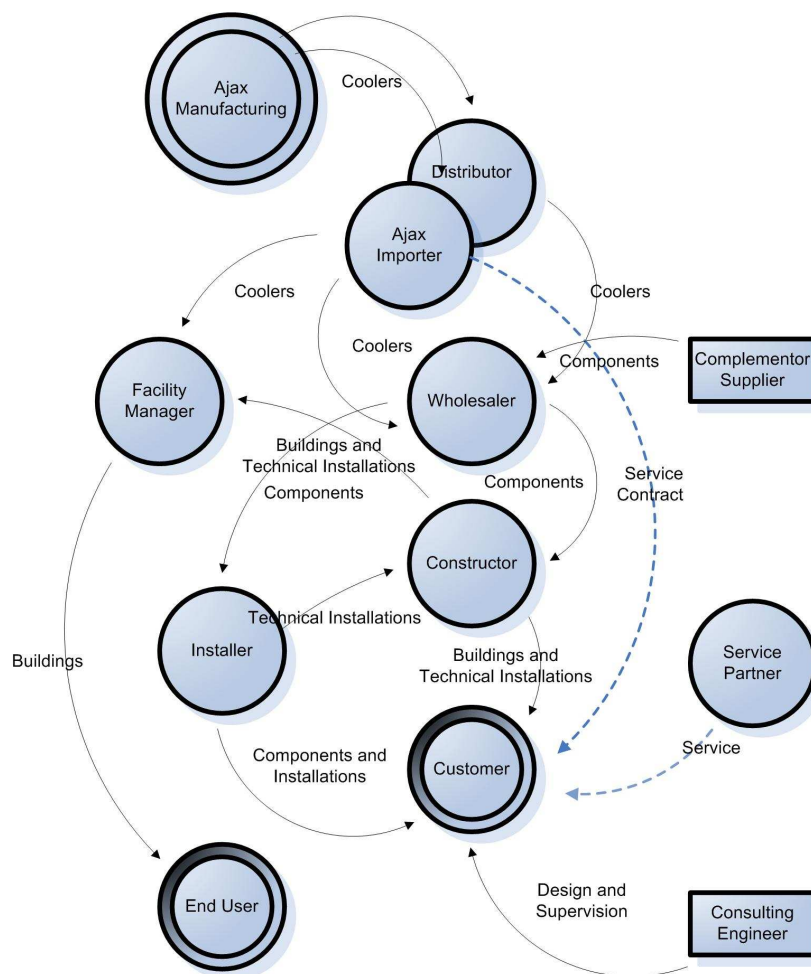 Ajax
Manufacturing
Coolers
Distributor
Ajax
Importer
Coolers
Coolers
Coolers
Components
Complementor
Supplier
Facility
Manager
Wholesaler
Buildings and
Technical Installations
Components
Components
Service
Contract
Constructor
Technical Installations
Installer
Buildings
Buildings and
Technical Installations
Service
Partner
Service
Components and
Installations
Customer
Design and
Supervision
End User
Consulting
Engineer